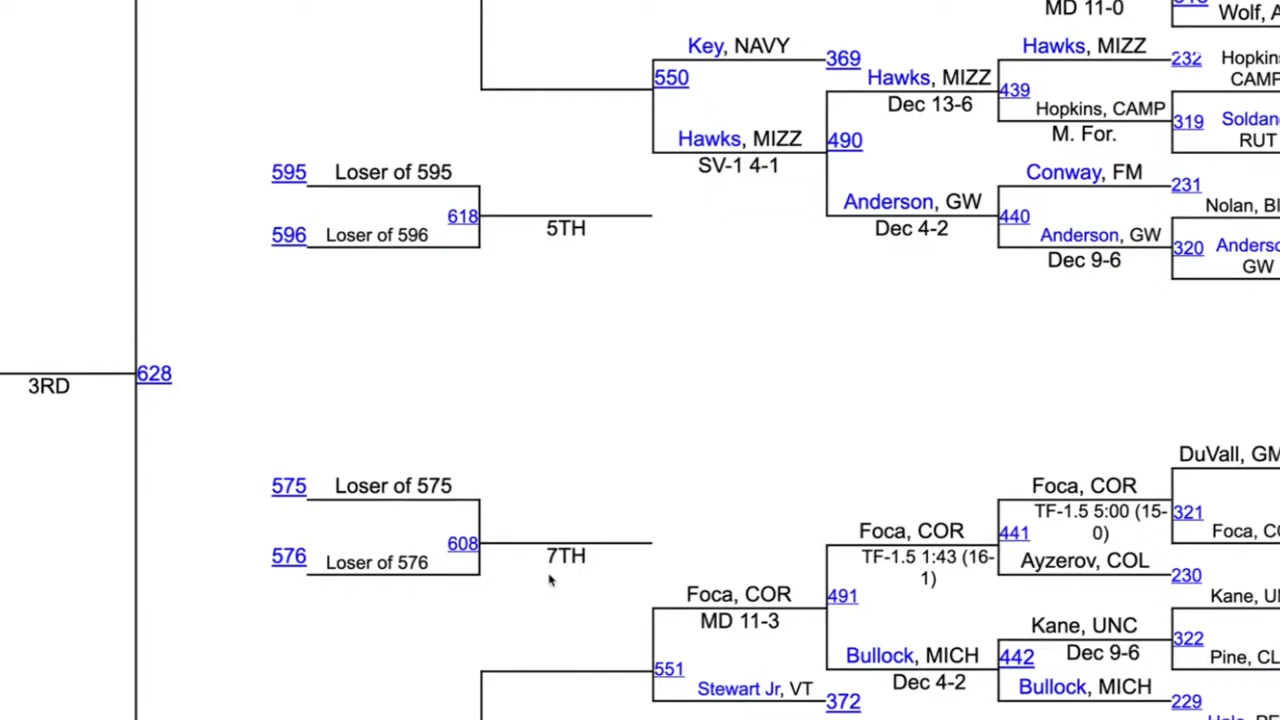 MD 11-0
Wolf, A
Key, NAVY
369
Hawks, MIZZ
232
Hopkins
CAMP
550
Hawks, MIZZ
439
Dec 13-6
Hopkins, CAMP
319
Soldan
RUT
M. For.
Hawks, MIZZ
490
SV-1 4-1
595
Loser of 595
Conway, FM
231
Anderson, GW
Nolan, Bl
618
5TH
440
Dec 4-2
596
Loser of 596
Anderson, GW
320
Anderso
GW
Dec 9-6
628
3RD
DuVall, GM
575
Loser of 575
Foca, COR
TF-1.5 5:00 (15-
0)
321
Foca, CO
Foca, COR
441
608
7TH
TF-1.5 1:43 (16-
1)
576
Loser of 576
Ayzerov, COL
230
Foca, COR
491
Kane, UN
MD 11-3
Kane, UNC
322
Dec 9-6
Bullock, MICH
442
Pine, CL
551
Dec 4-2
Stewart Jr, VT
372
Bullock, MICH
229